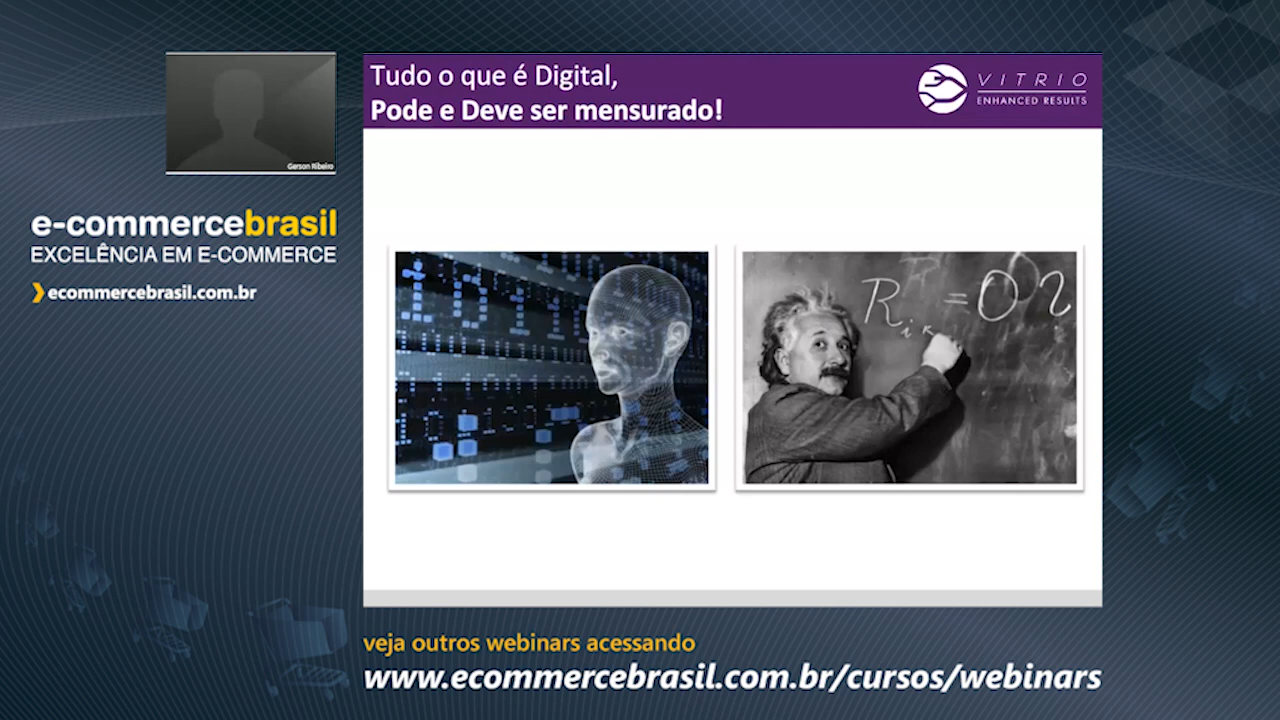 Gerson Ribeiro
e-commercebrasil
EXCELÊNCIA EM E-COMMERCE
ecommercebrasil.com.br
Tudo o que é Digital,
Pode e Deve ser mensurado!
VITRIO
ENHANCED RESULTS
veja outros webinars acessando
www.ecommercebrasil.com.br/cursos/webinars